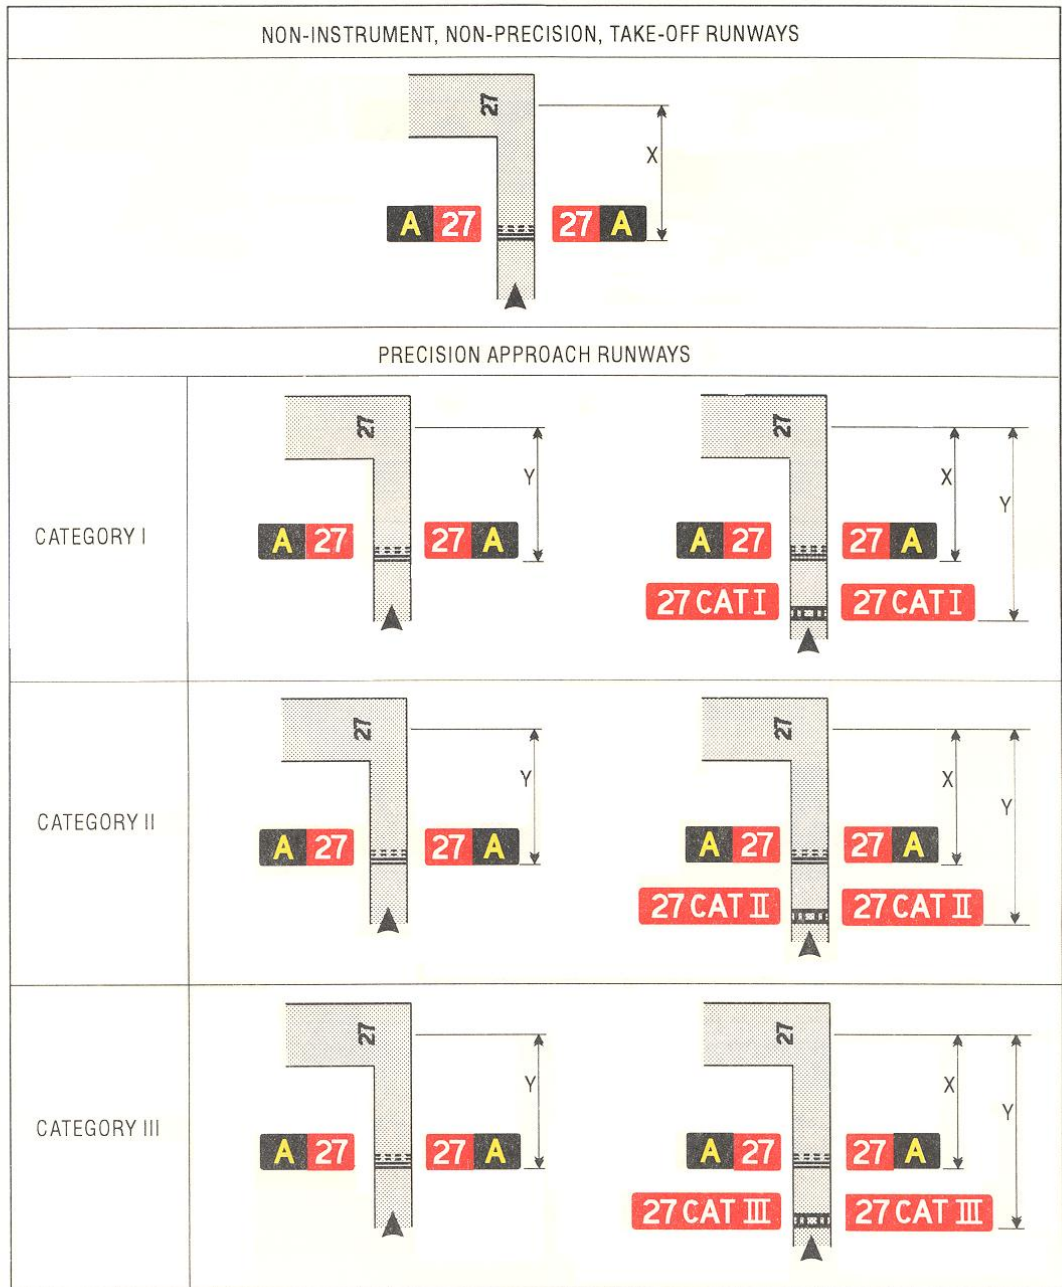 NON-INSTRUMENT, NON-PRECISION, TAKE-OFF RUNWAYS
27
X
A 27 27 A
PRECISION APPROACH RUNWAYS
CATEGORY I
27
Y
A 27 27 A
27
X
Y
A 27 27 A
27 CAT I 27 CAT I
CATEGORY II
27
Y
A 27 27 A
27
X
Y
A 27 27 A
27 CAT II 27 CAT II
CATEGORY III
27
Y
A 27 27 A
27
X
Y
A 27 27 A
27 CAT III 27 CAT III